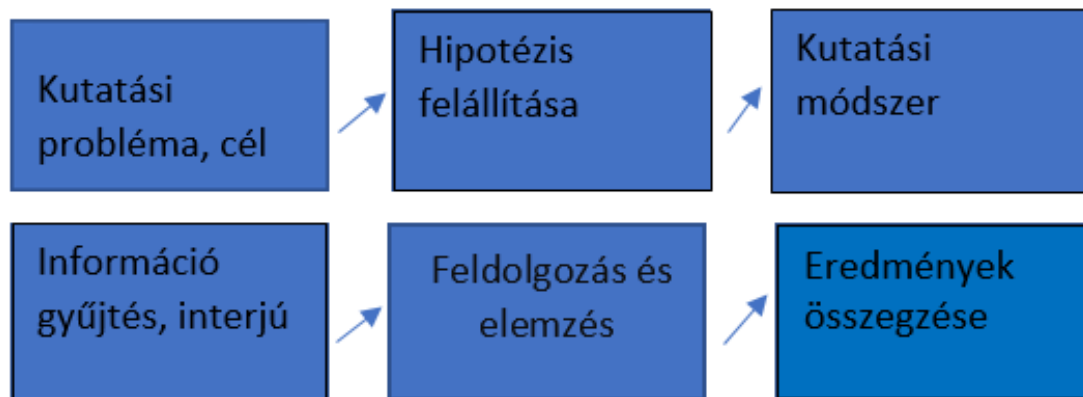 Kutatási
probléma, cél
Hipotézis
felállítása
Kutatási
módszer
Információ
gyűjtés, interjú
Feldolgozás és
elemzés
Eredmények
összegzése